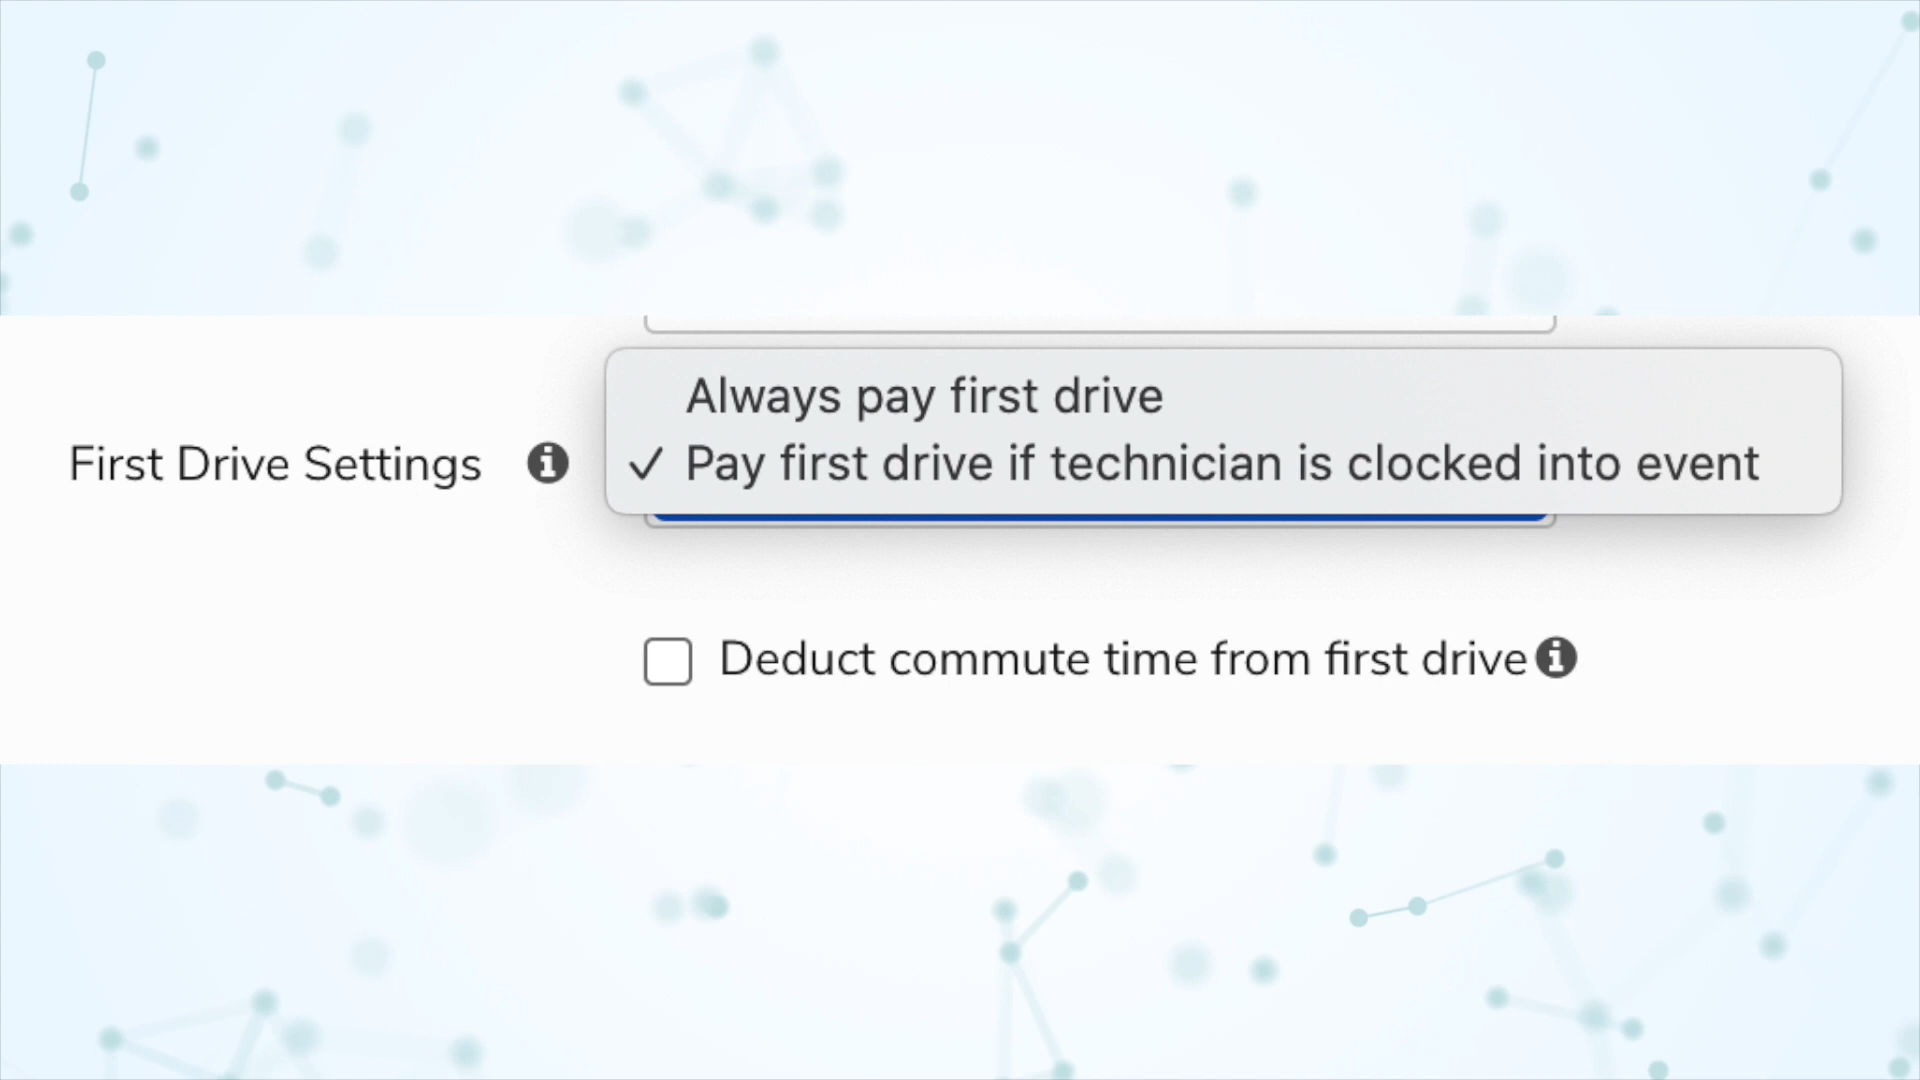 Always pay first drive
First Drive Settings
✓ Pay first drive if technician is clocked into event
Deduct commute time from first drive